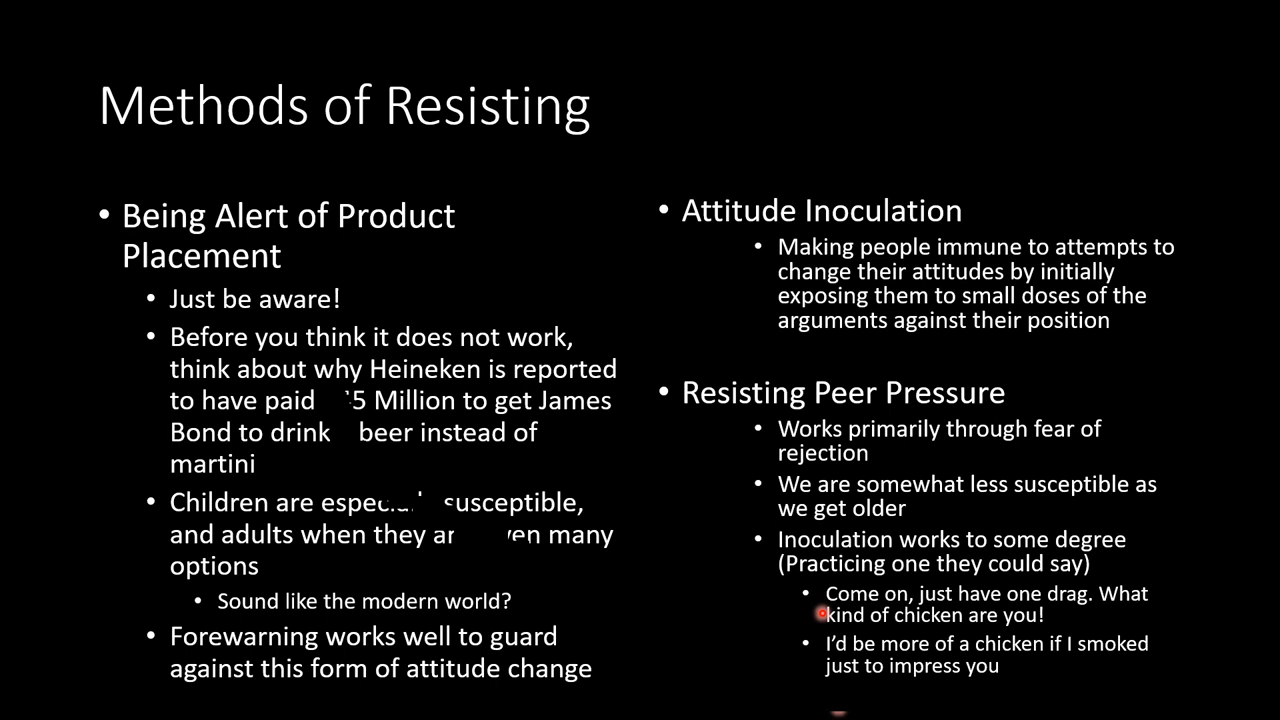 Methods of Resisting
• Being Alert of Product
Placement
• Just be aware!
• Before you think it does not work,
think about why Heineken is reported
to have paid 5 Million to get James
Bond to drink beer instead of
martini
• Children are susceptible,
and adults when they many
options
• Sound like the modern world?
• Forewarning works well to guard
against this form of attitude change
• Attitude Inoculation
• Making people immune to attempts to
change their attitudes by initially
exposing them to small doses of the
arguments against their position
• Resisting Peer Pressure
• Works primarily through fear of
rejection
• We are somewhat less susceptible as
we get older
• Inoculation works to some degree
(Practicing one they could say)
• Come on, just have one drag. What
kind of chicken are you!
• I’d be more of a chicken if I smoked
just to impress you